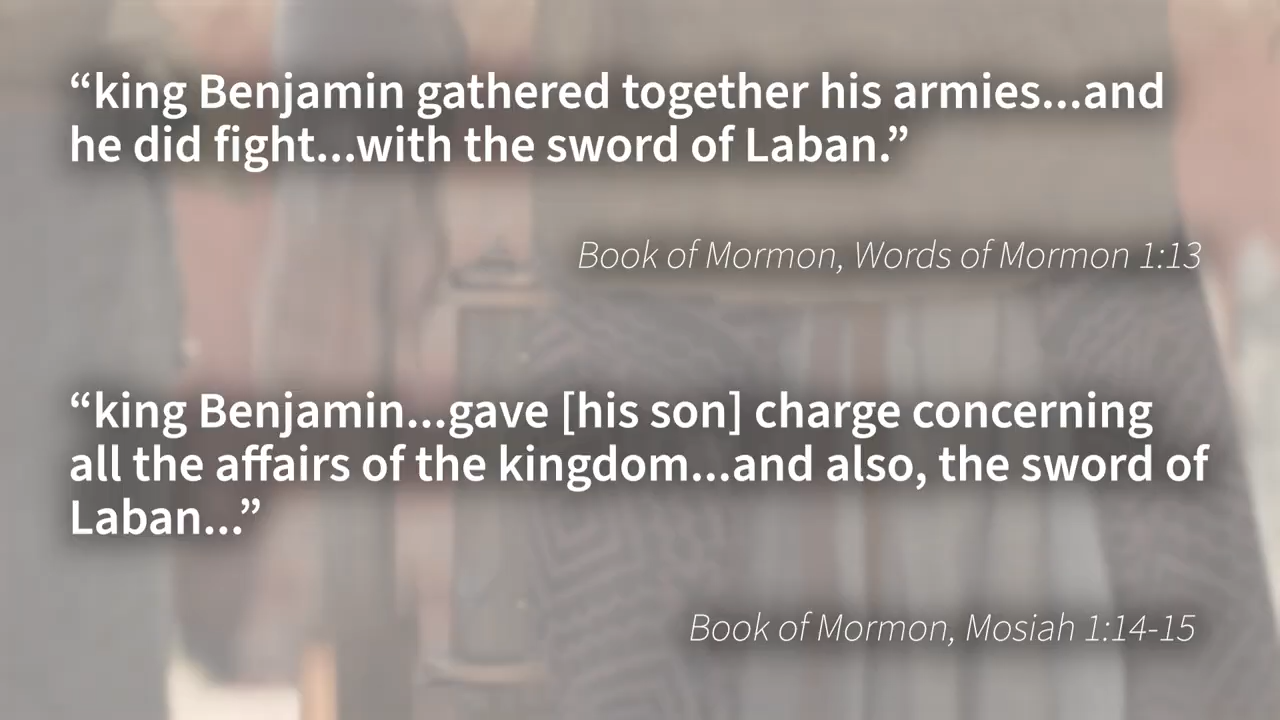 “king Benjamin gathered together his armies...and
he did fight...with the sword of Laban.”
Book of Mormon, Words of Mormon 1:13
“king Benjamin...gave [his son] charge concerning
all the affairs of the kingdom...and also, the sword of
Laban...”
Book of Mormon, Mosiah 1:14-15